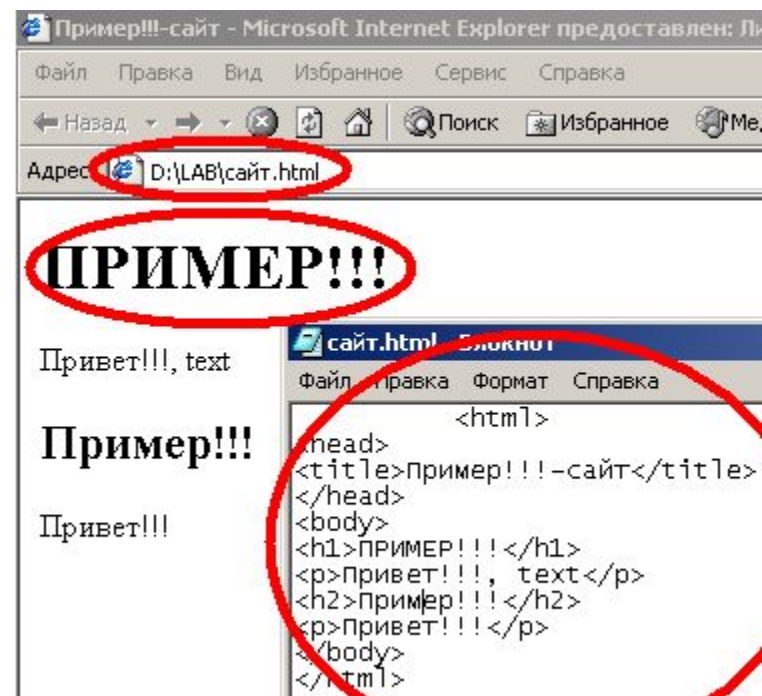 Пример!!!-сайт - Microsoft Internet Explorer предоставлен:
Файл Правка Вид Избранное Сервис Справка
Назад Поиск Избранное
Адрес D:\LAB\сайт.html
ПРИМЕР!!!
Привет!!!, text
Пример!!!
Привет!!!
сайт.html - Блокнот
Файл Правка Формат Справка
<html>
<head>
<title>Пример!!!-сайт</title>
</head>
<body>
<h1>ПРИМЕР!!!</h1>
<p>Привет!!!, text</p>
<h2>Пример!!!</h2>
<p>Привет!!!</p>
</body>
</html>